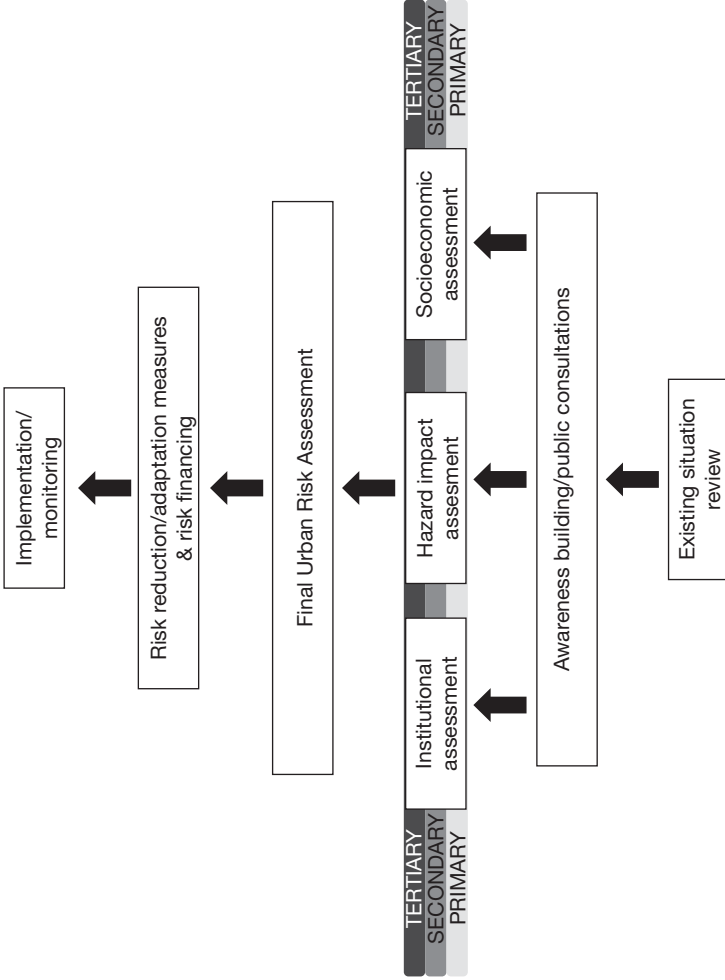 Implementation/
monitoring
Risk reduction/adaptation measures
& risk financing
Final Urban Risk Assessment
TERTIARY
SECONDARY
PRIMARY
Institutional
assessment
Hazard impact
assesment
Socioeconomic
assessment
TERTIARY
SECONDARY
PRIMARY
Awareness building/public consultations
Existing situation
review